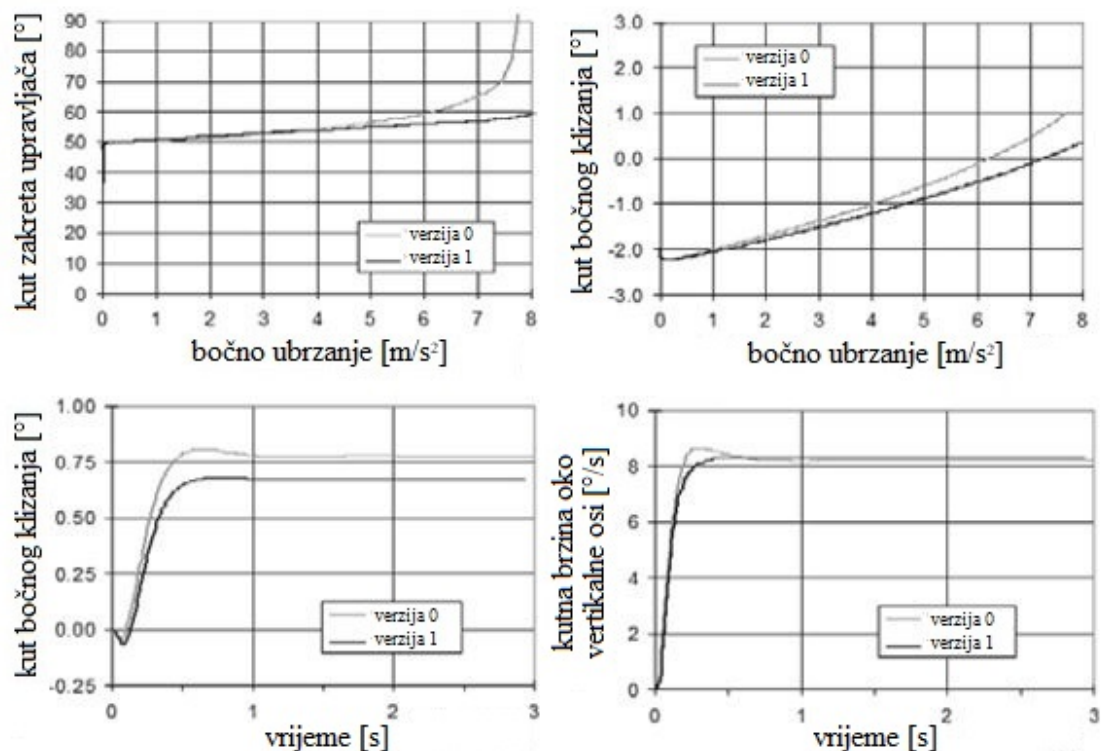 kut zakreta upravljača [°]
90
80
70
60
50
40
30
20
10
0
verzija 0
verzija 1
0 1 2 3 4 5 6 7 8
bočno ubrzanje [m/s²]
kut bočnog klizanja [°]
3.0
2.0
1.0
0.0
-1.0
-2.0
-3.0
verzija 0
verzija 1
0 1 2 3 4 5 6 7 8
bočno ubrzanje [m/s²]
kut bočnog klizanja [°]
1.00
0.75
0.50
0.25
0.00
-0.25
verzija 0
verzija 1
0 1 2 3
vrijeme [s]
kutna brzina oko
vertikalne osi [°/s]
10
8
6
4
2
0
verzija 0
verzija 1
0 1 2 3
vrijeme [s]